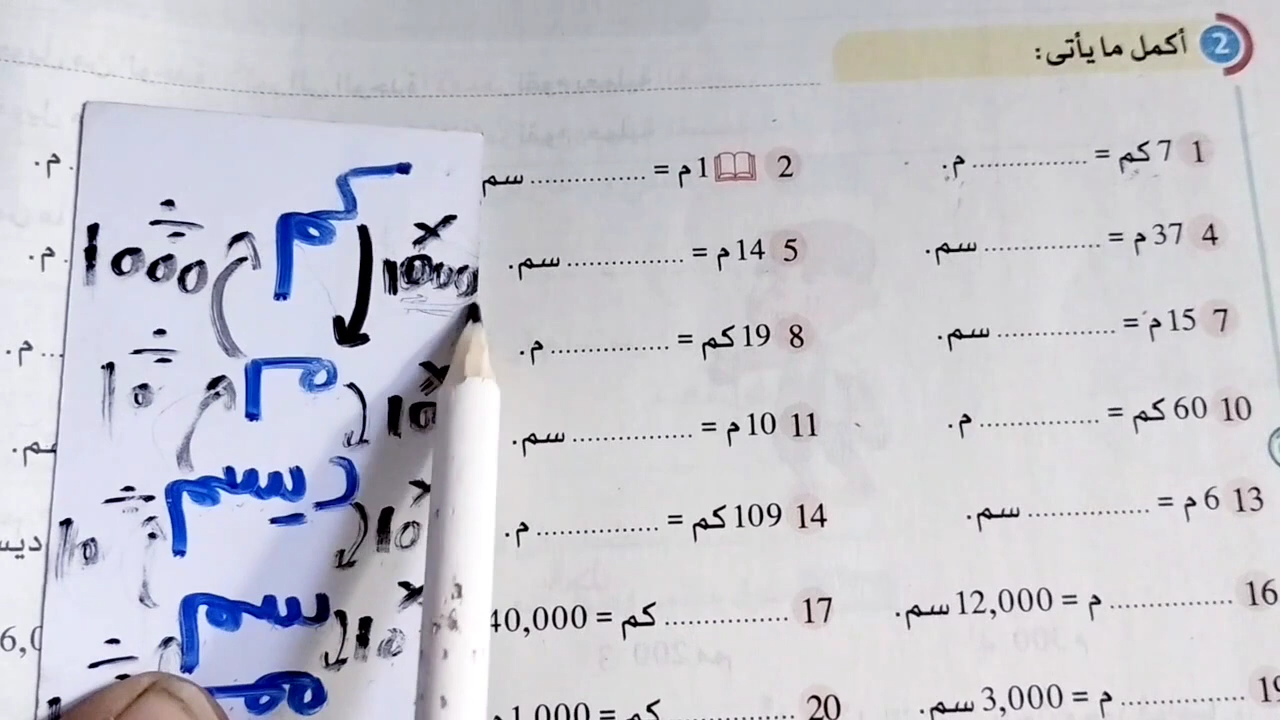 2 أكمل ما يأتى:
1 7 كم = .............. م.
2 1 م = .............. سم
م.
4 37 م = .............. سم.
5 14 م = .............. سم.
م.
7 15 م = .............. سم.
8 19 كم = .............. م.
م.
10 60 كم = .............. م.
11 10 م = .............. سم.
سم.
13 6 م = .............. سم.
14 109 كم = .............. م.
16 .............. م = 12,000 سم.
17 .............. كم = 40,000
.............. م = 3,000 سم.
20 .............. كم = 1,000
كم
÷ 1000
× 1000
م
÷ 10
× 10
ديسم
÷ 10
× 10
سم
÷
× 10
مم